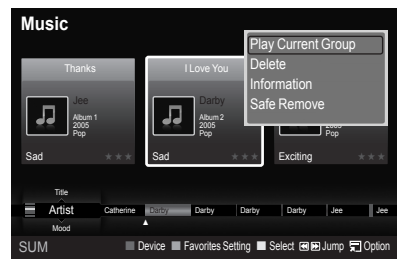 Music
Play Current Group
Delete
Information
Safe Remove
Thanks
I Love You
Jee
Album 1
2005
Pop
Darby
Album 2
2005
Pop
2005
Pop
Sad ★★★
Sad ★★★
Exciting ★★★
Title
Artist
Mood
Catherine Darby Darby Darby Darby Jee Jee
SUM Device Favorites Setting Select Jump Option